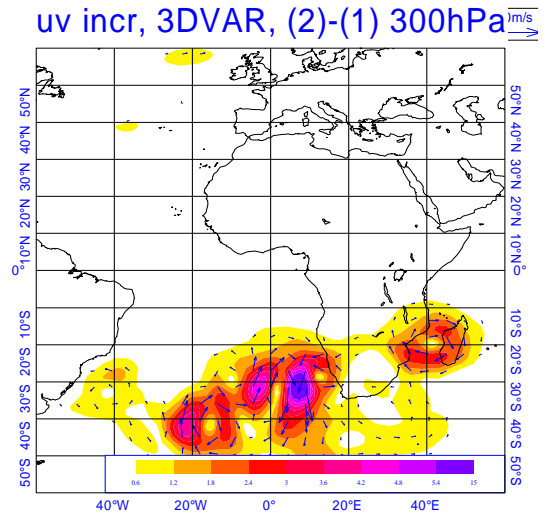 uv incr, 3DVAR, (2)-(1) 300hPa
m/s
50°N 50°N
40°N 40°N
30°N 30°N
20°N 20°N
10°N 10°N
0° 0°
10°S 10°S
20°S 20°S
30°S 30°S
40°S 40°S
50°S 50°S
0.6 1.2 1.8 2.4 3 3.6 4.2 4.8 5.4 15
40°W 20°W 0° 20°E 40°E